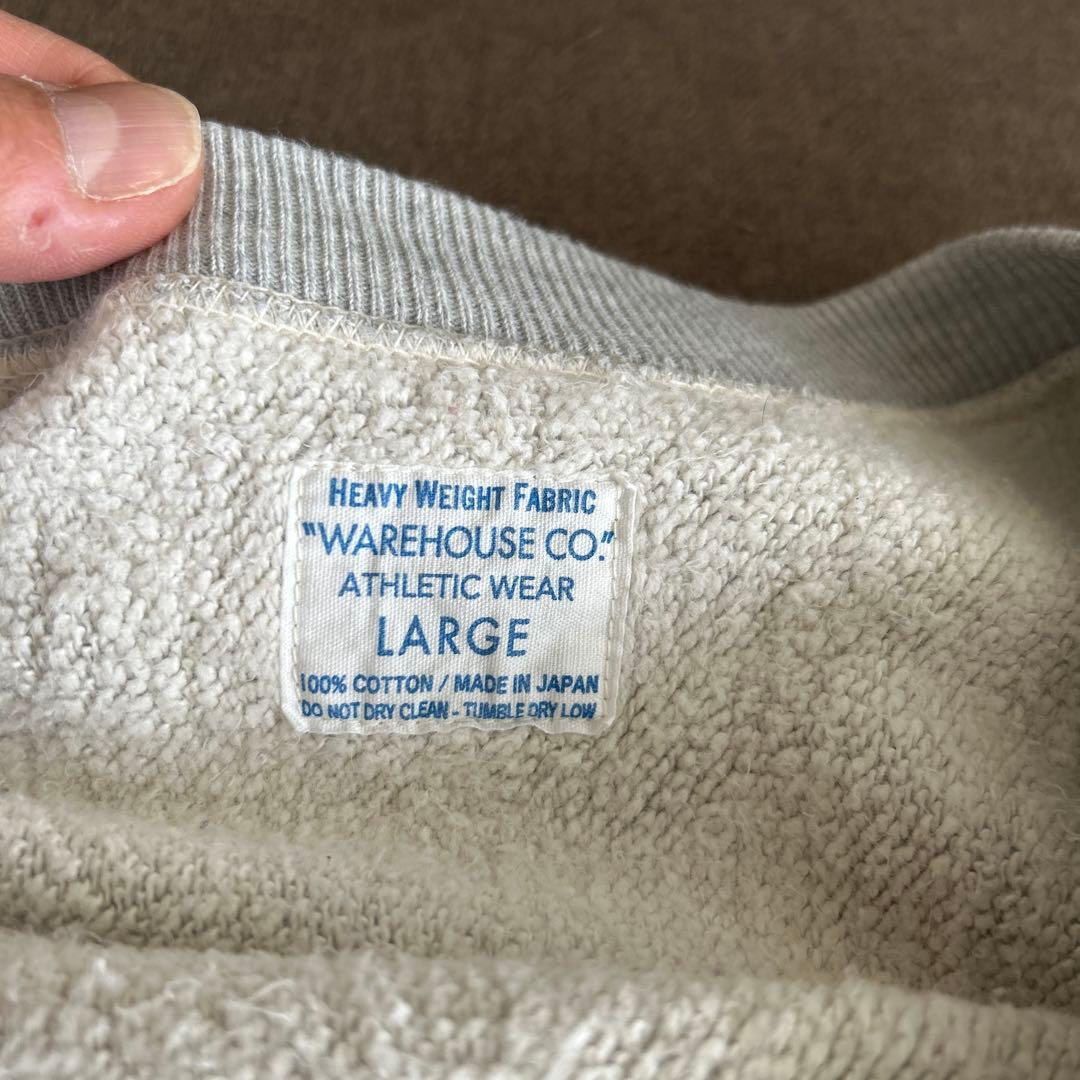 HEAVY WEIGHT FABRIC
"WAREHOUSE CO."
ATHLETIC WEAR
LARGE
100% COTTON / MADE IN JAPAN
DO NOT DRY CLEAN - TUMBLE DRY LOW